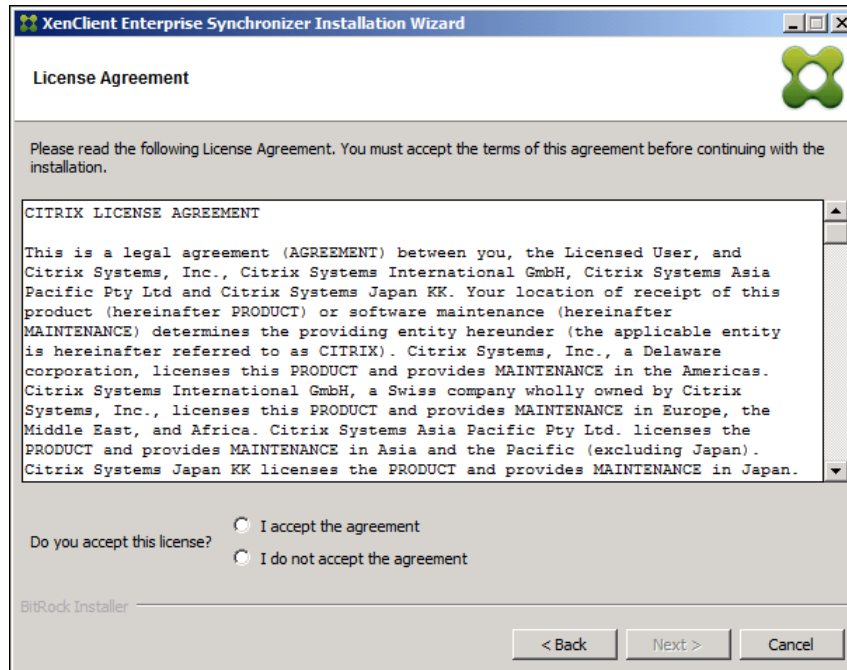 XenClient Enterprise Synchronizer Installation Wizard
License Agreement
Please read the following License Agreement. You must accept the terms of this agreement before continuing with the
installation.
CITRIX LICENSE AGREEMENT
This is a legal agreement (AGREEMENT) between you, the Licensed User, and
Citrix Systems, Inc., Citrix Systems International GmbH, Citrix Systems Asia
Pacific Pty Ltd and Citrix Systems Japan KK. Your location of receipt of this
product (hereinafter PRODUCT) or software maintenance (hereinafter
MAINTENANCE) determines the providing entity hereunder (the applicable entity
is hereinafter referred to as CITRIX). Citrix Systems, Inc., a Delaware
corporation, licenses this PRODUCT and provides MAINTENANCE in the Americas.
Citrix Systems International GmbH, a Swiss company wholly owned by Citrix
Systems, Inc., licenses this PRODUCT and provides MAINTENANCE in Europe, the
Middle East, and Africa. Citrix Systems Asia Pacific Pty Ltd. licenses the
PRODUCT and provides MAINTENANCE in Asia and the Pacific (excluding Japan).
Citrix Systems Japan KK licenses the PRODUCT and provides MAINTENANCE in Japan.
Do you accept this license?
I accept the agreement
I do not accept the agreement
BitRock Installer
< Back
Next >
Cancel